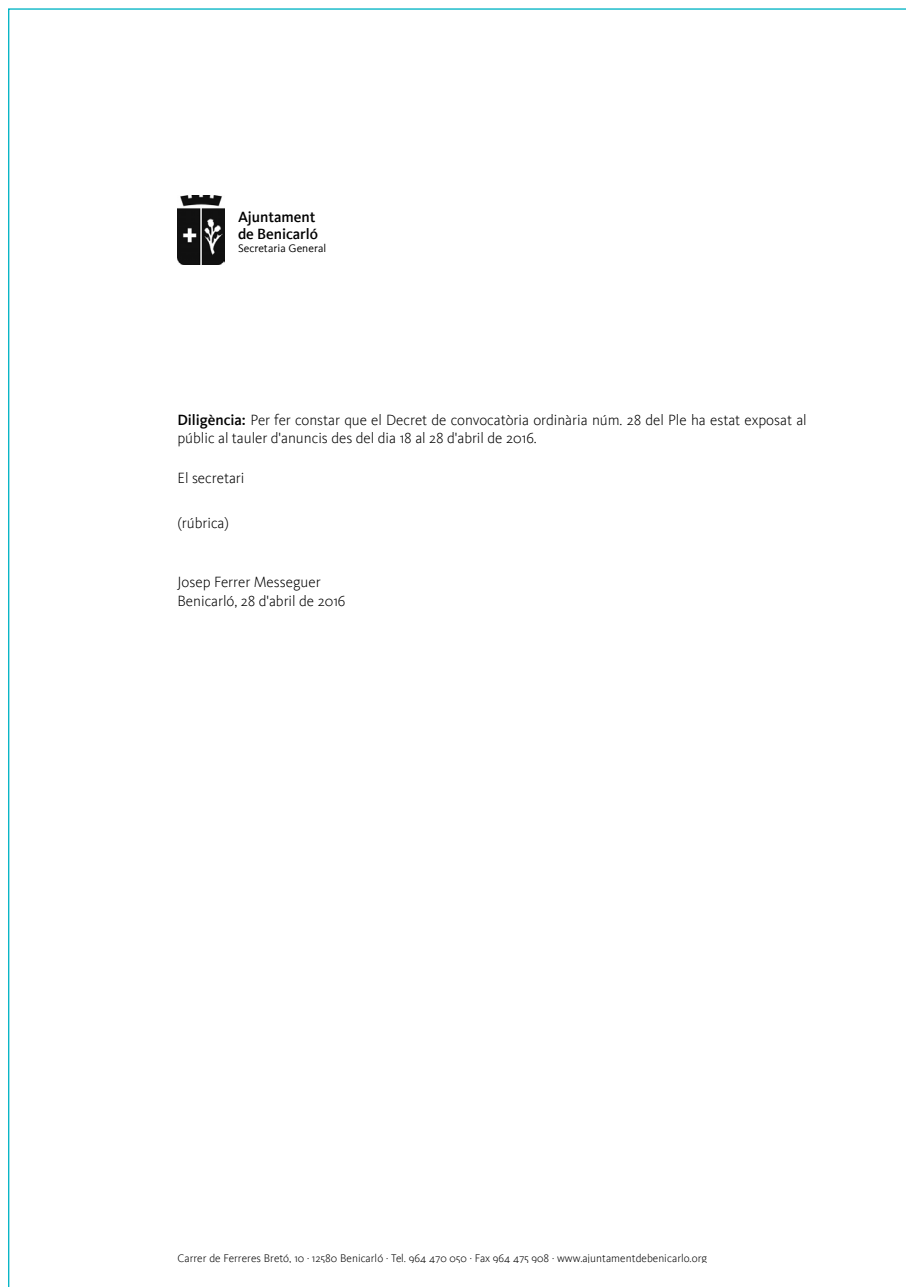 Ajuntament
de Benicarló
Secretaria General
Diligència: Per fer constar que el Decret de convocatòria ordinària núm. 28 del Ple ha estat exposat al
públic al tauler d'anuncis des del dia 18 al 28 d'abril de 2016.
El secretari
(rúbrica)
Josep Ferrer Messeguer
Benicarló, 28 d'abril de 2016
Carrer de Ferreres Bretó, 10 · 12580 Benicarló · Tel. 964 470 050 · Fax 964 475 908 · www.ajuntamentdebenicarlo.org